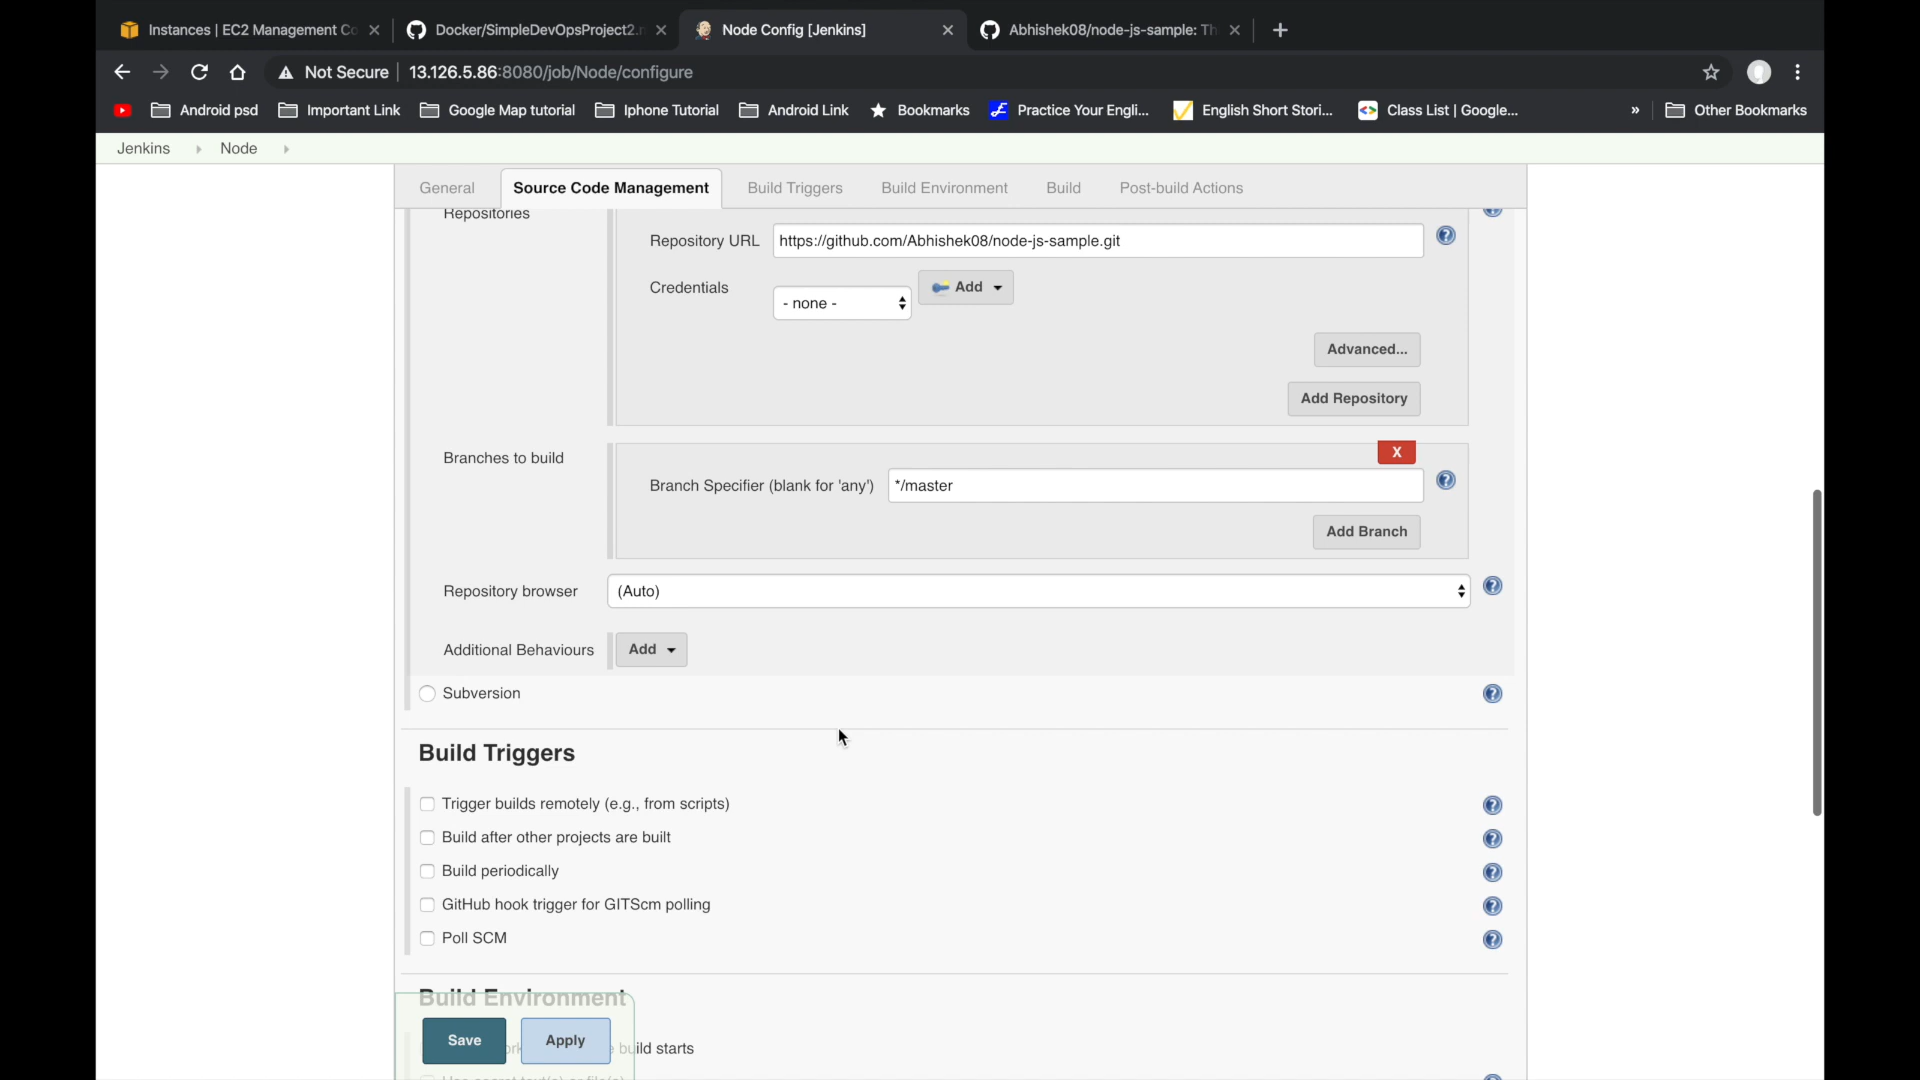 Instances | EC2 Management Co
Docker/SimpleDevOpsProject2.m
Node Config [Jenkins]
Abhishek08/node-js-sample: Th
Not Secure
13.126.5.86:8080/job/Node/configure
Android psd
Important Link
Google Map tutorial
Iphone Tutorial
Android Link
Bookmarks
Practice Your Engli...
English Short Stori...
Class List | Google...
»
Other Bookmarks
Jenkins
Node
General
Source Code Management
Build Triggers
Build Environment
Build
Post-build Actions
Repositories
Repository URL
https://github.com/Abhishek08/node-js-sample.git
Credentials
- none -
Add
Advanced...
Add Repository
Branches to build
X
Branch Specifier (blank for 'any')
*/master
Add Branch
Repository browser
(Auto)
Additional Behaviours
Add
Subversion
Build Triggers
Trigger builds remotely (e.g., from scripts)
Build after other projects are built
Build periodically
GitHub hook trigger for GITScm polling
Poll SCM
Build Environment
Save
Apply
build starts